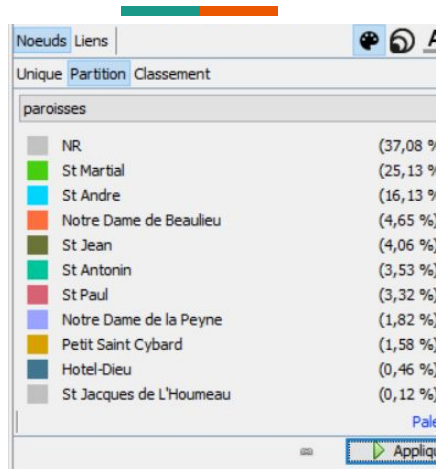 Noeuds Liens
Unique Partition Classement
paroisses
NR (37,08 %
St Martial (25,13 %
St Andre (16,13 %
Notre Dame de Beaulieu (4,65 %)
St Jean (4,06 %)
St Antonin (3,53 %)
St Paul (3,32 %)
Notre Dame de la Peyne (1,82 %)
Petit Saint Cybard (1,58 %)
Hotel-Dieu (0,46 %)
St Jacques de L'Houmeau (0,12 %)
Pale
Appliqu